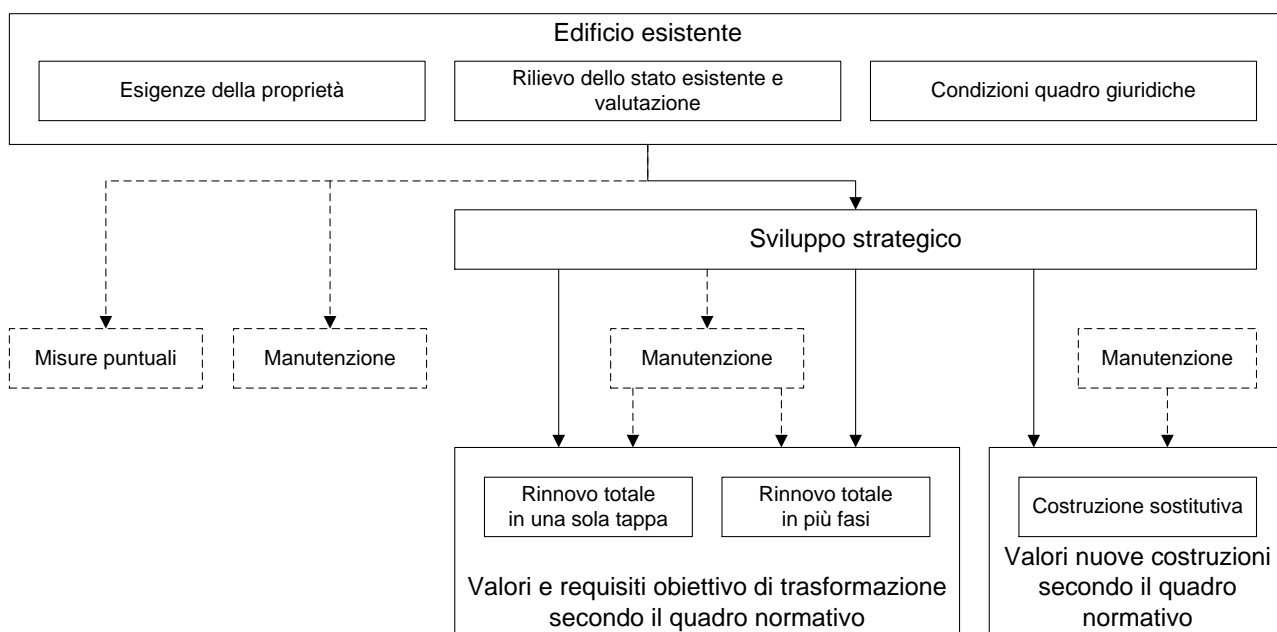 Edificio esistente
Esigenze della proprietà
Rilievo dello stato esistente e
valutazione
Condizioni quadro giuridiche
Sviluppo strategico
Misure puntuali
Manutenzione
Manutenzione
Manutenzione
Rinnovo totale
in una sola tappa
Rinnovo totale
in più fasi
Valori e requisiti obiettivo di trasformazione
secondo il quadro normativo
Costruzione sostitutiva
Valori nuove costruzioni
secondo il quadro
normativo